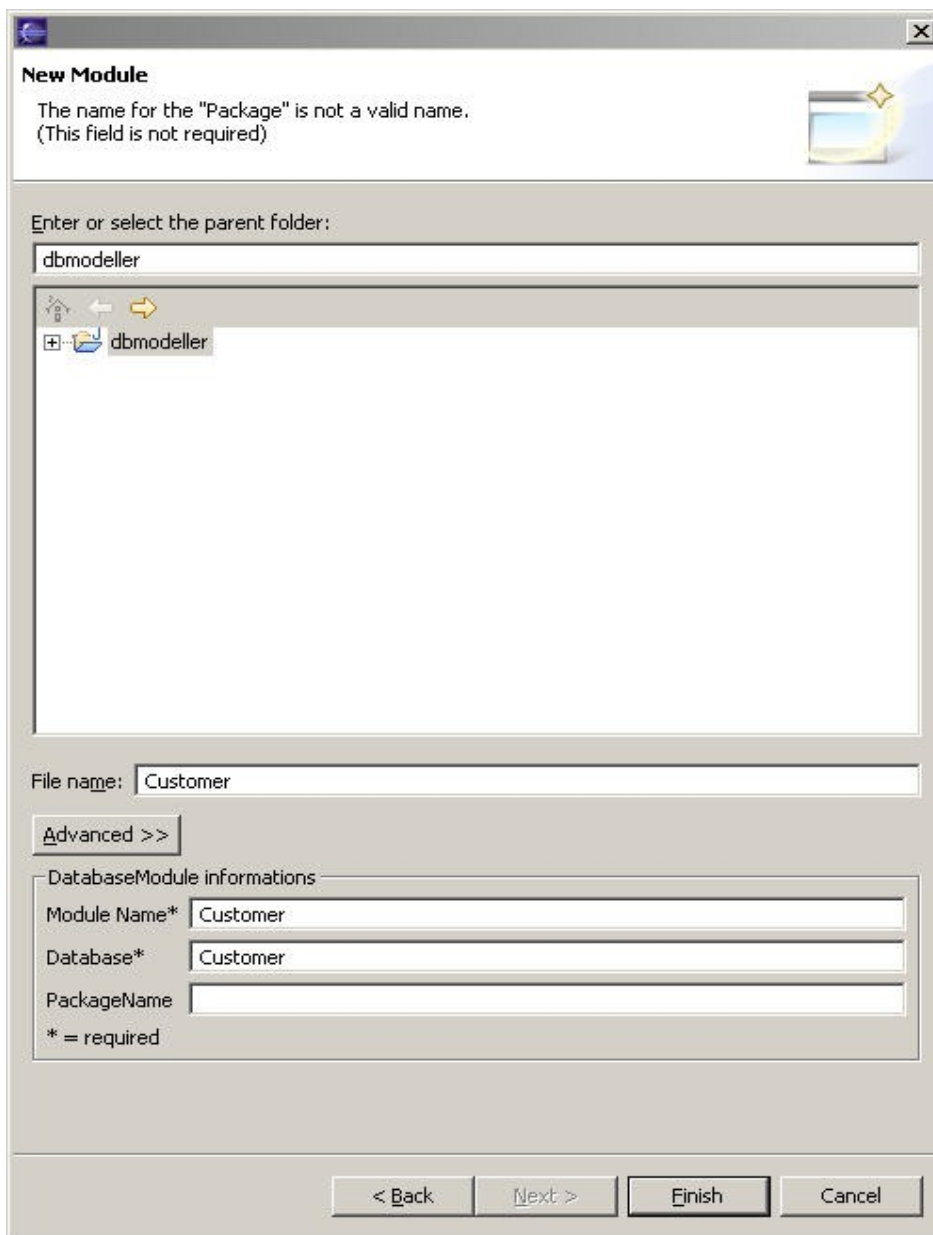 New Module
The name for the "Package" is not a valid name.
(This field is not required)
Enter or select the parent folder:
dbmodeller
dbmodeller
File name: Customer
Advanced >>
DatabaseModule informations
Module Name* Customer
Database* Customer
PackageName
* = required
< Back Next > Finish Cancel